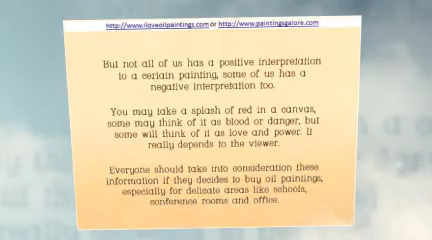 http://www.iloveoilpaintings.com or http://www.paintingsgalore.com
But not all of us has a positive interpretation
to a certain painting, some of us has a
negative interpretation too.
You may take a splash of red in a canvas,
some may think of it as blood or danger, but
some will think of it as love and power. It
really depends to the viewer.
Everyone should take into consideration these
information if they decides to buy oil paintings,
especially for delicate areas like schools,
conference rooms and office.